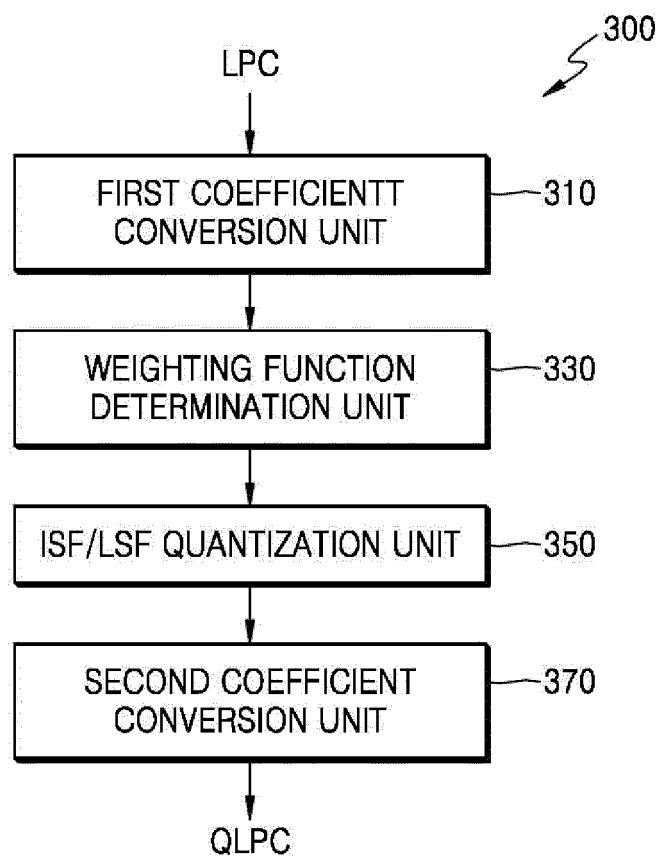 300
LPC
FIRST COEFFICIENTT
CONVERSION UNIT
310
WEIGHTING FUNCTION
DETERMINATION UNIT
330
ISF/LSF QUANTIZATION UNIT
350
SECOND COEFFICIENT
CONVERSION UNIT
370
QLPC